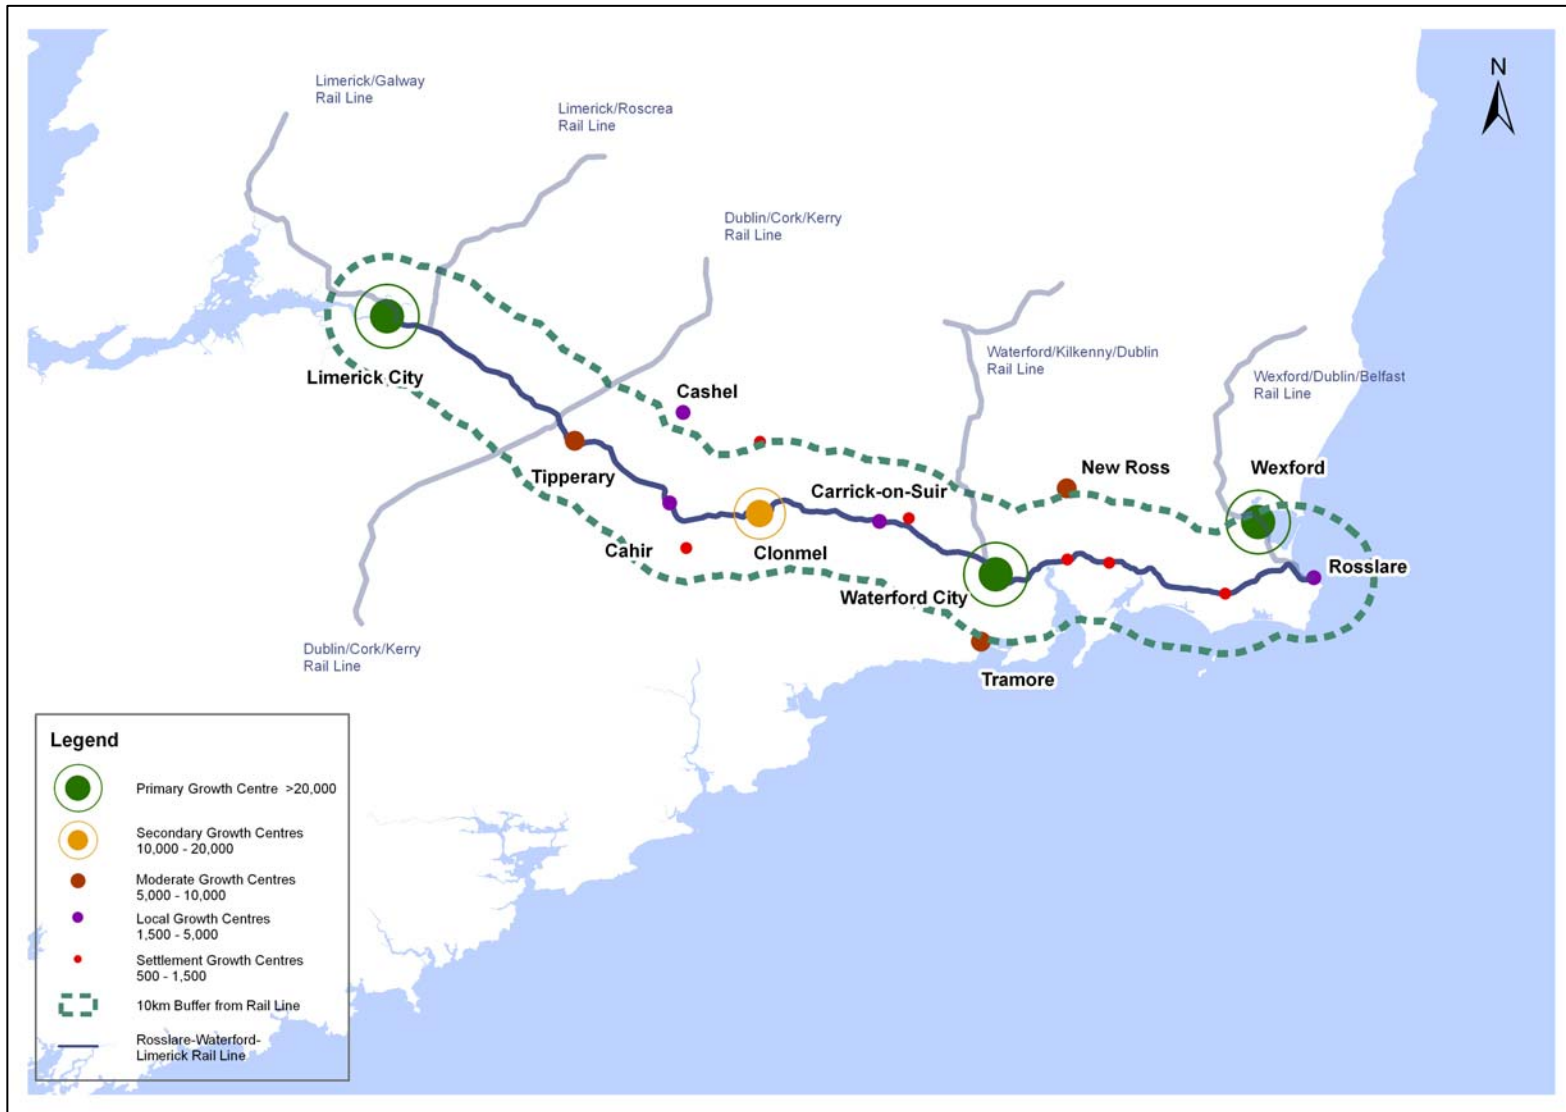 N
Limerick/Galway
Rail Line
Limerick/Roscrea
Rail Line
Dublin/Cork/Kerry
Rail Line
Waterford/Kilkenny/Dublin
Rail Line
Wexford/Dublin/Belfast
Rail Line
Limerick City
Cashel
Tipperary
Carrick-on-Suir
New Ross
Wexford
Cahir
Clonmel
Waterford City
Rosslare
Tramore
Dublin/Cork/Kerry
Rail Line
Legend
Primary Growth Centre >20,000
Secondary Growth Centres
10,000 - 20,000
Moderate Growth Centres
5,000 - 10,000
Local Growth Centres
1,500 - 5,000
Settlement Growth Centres
500 - 1,500
10km Buffer from Rail Line
Rosslare-Waterford-
Limerick Rail Line